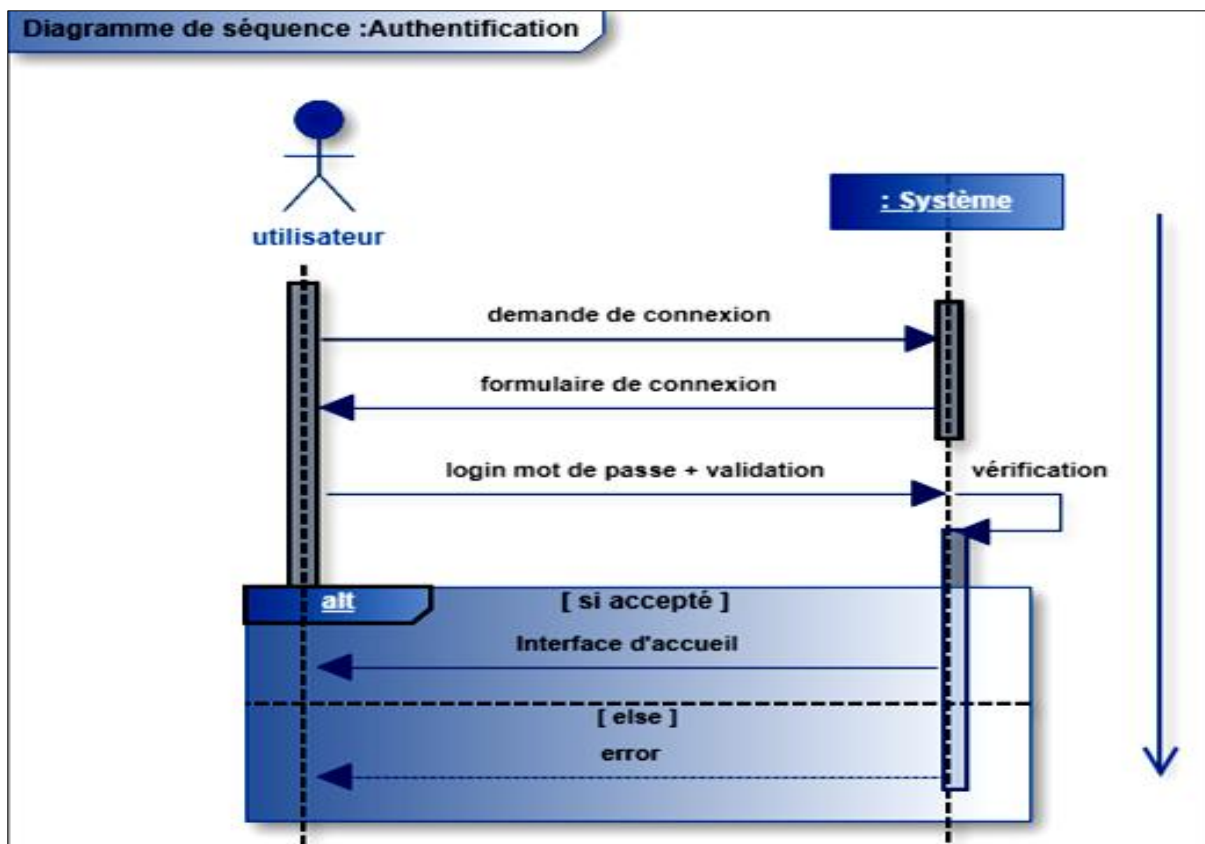 Diagramme de séquence :Authentification
utilisateur
: Système
demande de connexion
formulaire de connexion
login mot de passe + validation
vérification
alt
[ si accepté ]
Interface d'accueil
[ else ]
error